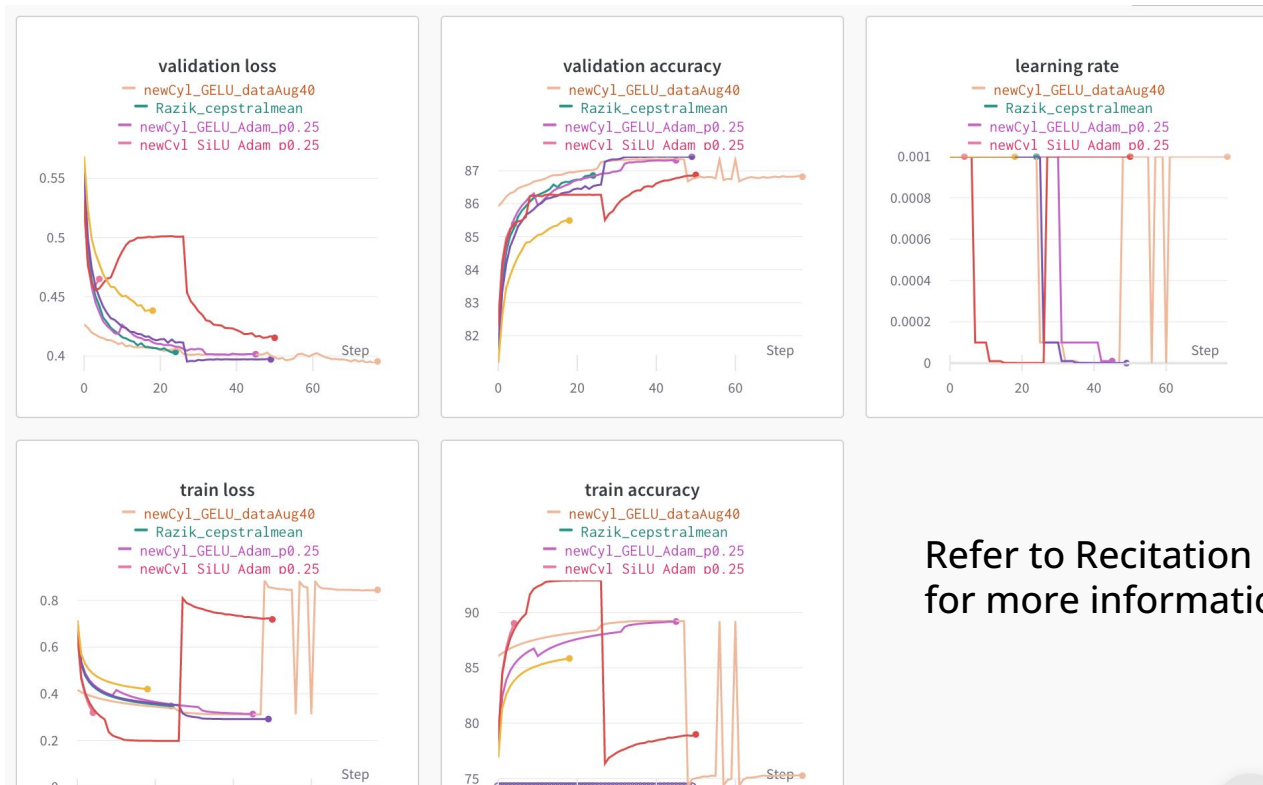 validation loss
newCyl_GELU_dataAug40
Razik_cepstralmean
newCyl_GELU_Adam_p0.25
newCyl_SiLU_Adam_p0.25
0.55
0.5
0.45
0.4
Step
0 20 40 60
validation accuracy
newCyl_GELU_dataAug40
Razik_cepstralmean
newCyl_GELU_Adam_p0.25
newCyl_SiLU_Adam_p0.25
87
86
85
84
83
82
Step
0 20 40 60
learning rate
newCyl_GELU_dataAug40
Razik_cepstralmean
newCyl_GELU_Adam_p0.25
newCyl_SiLU_Adam_p0.25
0.001
0.0008
0.0006
0.0004
0.0002
0
Step
0 20 40 60
train loss
newCyl_GELU_dataAug40
Razik_cepstralmean
newCyl_GELU_Adam_p0.25
newCyl_SiLU_Adam_p0.25
0.8
0.6
0.4
0.2
Step
train accuracy
newCyl_GELU_dataAug40
Razik_cepstralmean
newCyl_GELU_Adam_p0.25
newCyl_SiLU_Adam_p0.25
90
85
80
75
Step
Refer to Recitation
for more informatio